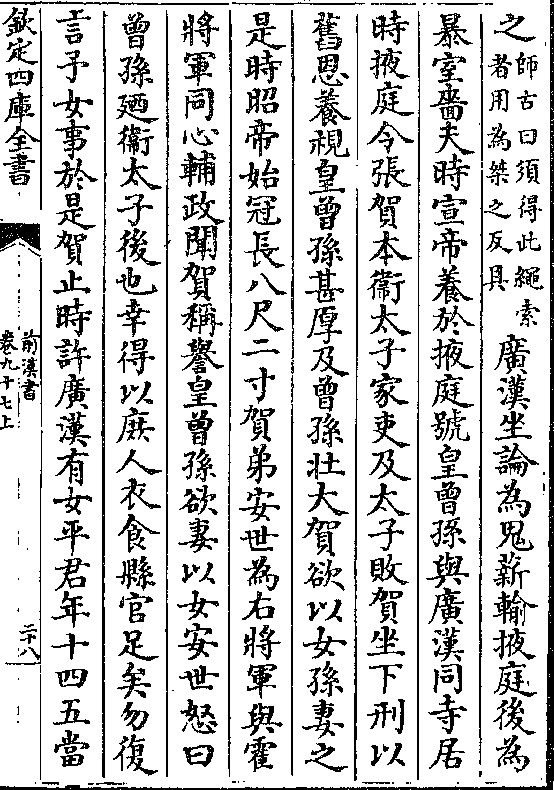 之師古曰須得此繩索
者用為桀之反具廣漢坐論為鬼薪輸掖庭後為
暴室嗇夫時宣帝養於掖庭號皇曾孫與廣漢同寺居
時掖庭令張賀本衞太子家吏及太子敗賀坐下刑以
舊恩養視皇曾孫甚厚及曾孫壯大賀欲以女孫妻之
是時昭帝始冠長八尺二寸賀弟安世為右將軍與霍
將軍同心輔政聞賀稱譽皇曾孫欲妻以女安世怒曰
曾孫廼衞太子後也幸得以庶人衣食縣官足矣勿復
言予女事於是賀止時許廣漢有女平君年十四五當
欽定四庫全書
前漢書
卷九十七上
二十八